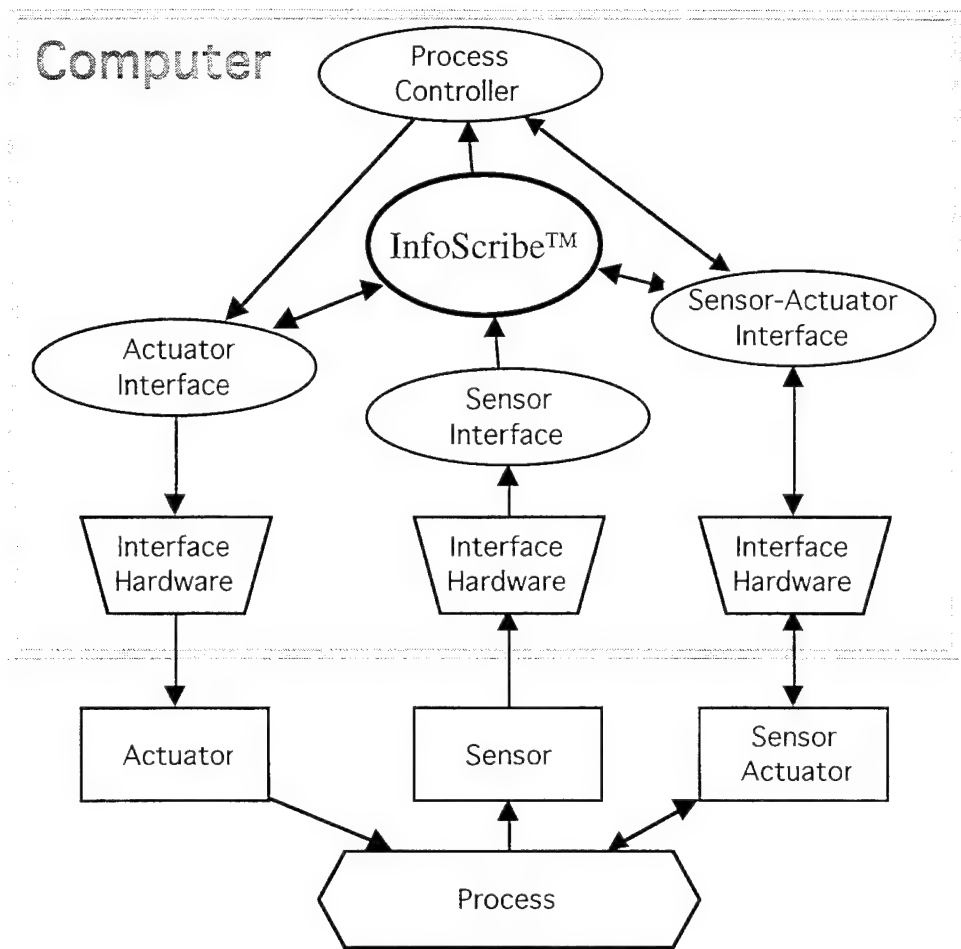 Computer
Process
Controller
InfoScribe™
Sensor-Actuator
Interface
Actuator
Interface
Sensor
Interface
Interface
Hardware
Interface
Hardware
Interface
Hardware
Actuator
Sensor
Sensor
Actuator
Process